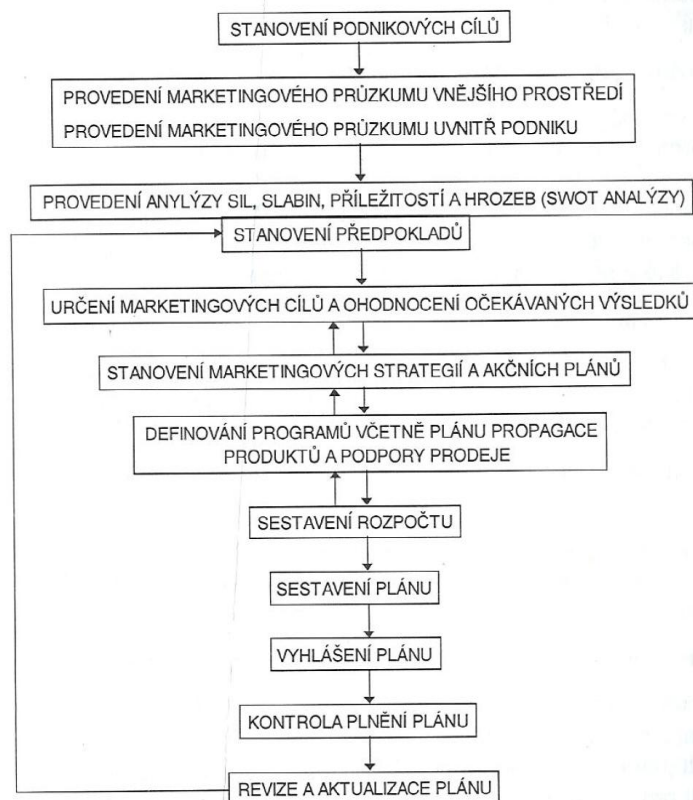 STANOVENÍ PODNIKOVÝCH CÍLŮ
PROVEDENÍ MARKETINGOVÉHO PRŮZKUMU VNĚJŠÍHO PROSTŘEDÍ
PROVEDENÍ MARKETINGOVÉHO PRŮZKUMU UVNITŘ PODNIKU
PROVEDENÍ ANYLÝZY SIL, SLABIN, PŘÍLEŽITOSTÍ A HROZEB (SWOT ANALÝZY)
STANOVENÍ PŘEDPOKLADŮ
URČENÍ MARKETINGOVÝCH CÍLŮ A OHODNOCENÍ OČEKÁVANÝCH VÝSLEDKŮ
STANOVENÍ MARKETINGOVÝCH STRATEGIÍ A AKČNÍCH PLÁNŮ
DEFINOVÁNÍ PROGRAMŮ VČETNĚ PLÁNU PROPAGACE
PRODUKTŮ A PODPORY PRODEJE
SESTAVENÍ ROZPOČTU
SESTAVENÍ PLÁNU
VYHLÁŠENÍ PLÁNU
KONTROLA PLNĚNÍ PLÁNU
REVIZE A AKTUALIZACE PLÁNU